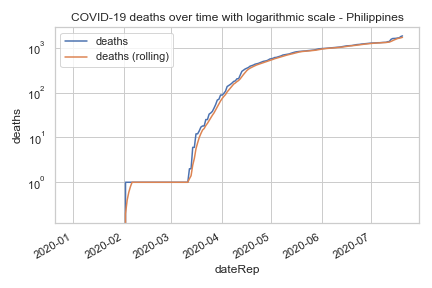 COVID-19 deaths over time with logarithmic scale - Philippines
deaths
deaths (rolling)
10³
10²
10¹
10⁰
deaths
2020-01
2020-02
2020-03
2020-04
2020-05
2020-06
2020-07
dateRep